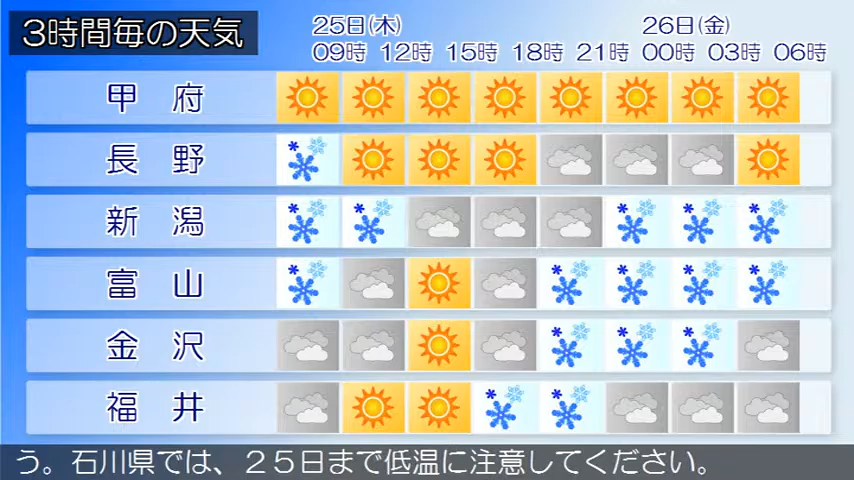 3時間毎の天気
25日(木) 26日(金)
09時 12時 15時 18時 21時 00時 03時 06時
甲 府
長 野
新 潟
富 山
金 沢
福 井
う。石川県では、２５日まで低温に注意してください。